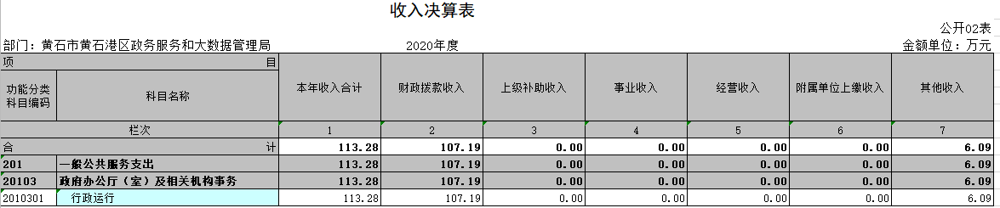 收入决算表
公开02表
部门：黄石市黄石港区政务服务和大数据管理局 2020年度 金额单位：万元
项 目 本年收入合计 财政拨款收入 上级补助收入 事业收入 经营收入 附属单位上缴收入 其他收入
功能分类科目编码 科目名称
栏次 1 2 3 4 5 6 7
合 计 113.28 107.19 0.00 0.00 0.00 0.00 6.09
201 一般公共服务支出 113.28 107.19 0.00 0.00 0.00 0.00 6.09
20103 政府办公厅（室）及相关机构事务 113.28 107.19 0.00 0.00 0.00 0.00 6.09
2010301 行政运行 113.28 107.19 0.00 0.00 0.00 0.00 6.09